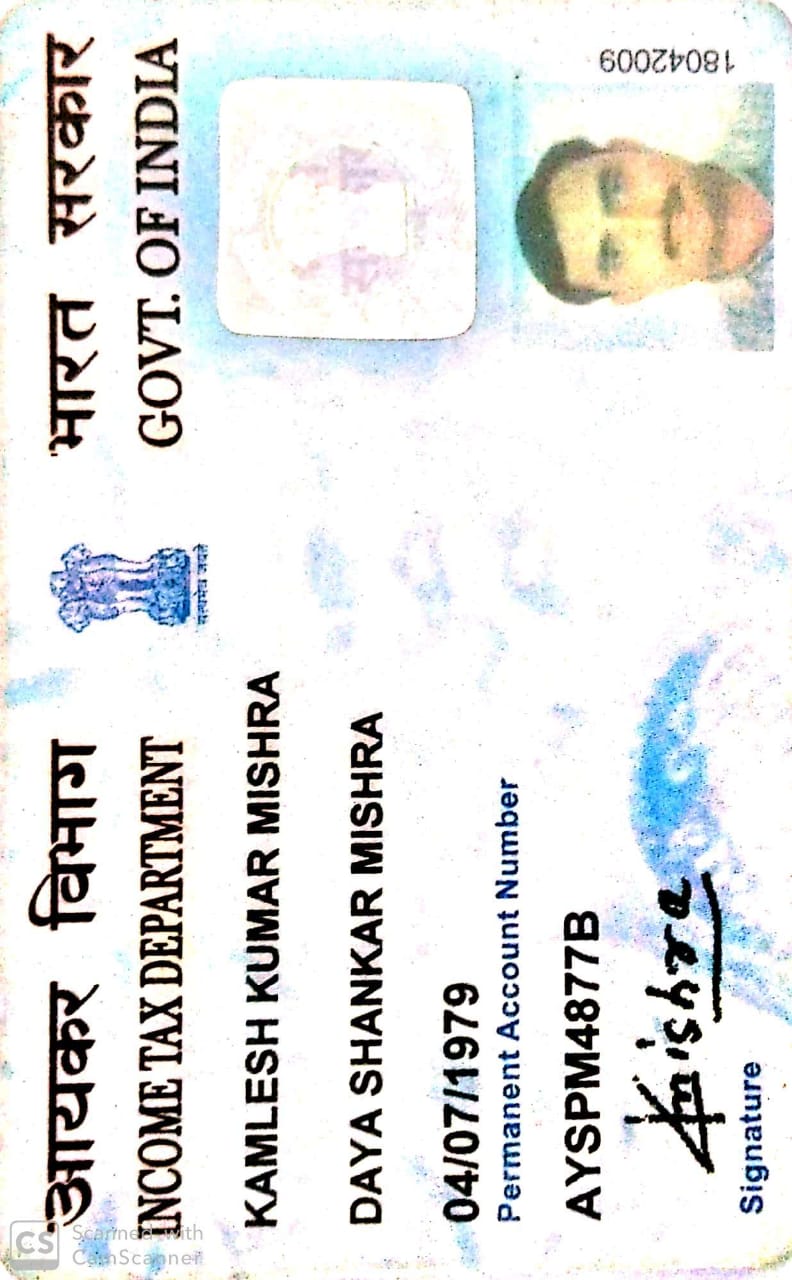 आयकर विभाग
INCOME TAX DEPARTMENT
सत्यमेव जयते
भारत सरकार
GOVT. OF INDIA
KAMLESH KUMAR MISHRA
DAYA SHANKAR MISHRA
04/07/1979
Permanent Account Number
AYSPM4877B
Signature
18042009
CS Scanned with
CamScanner